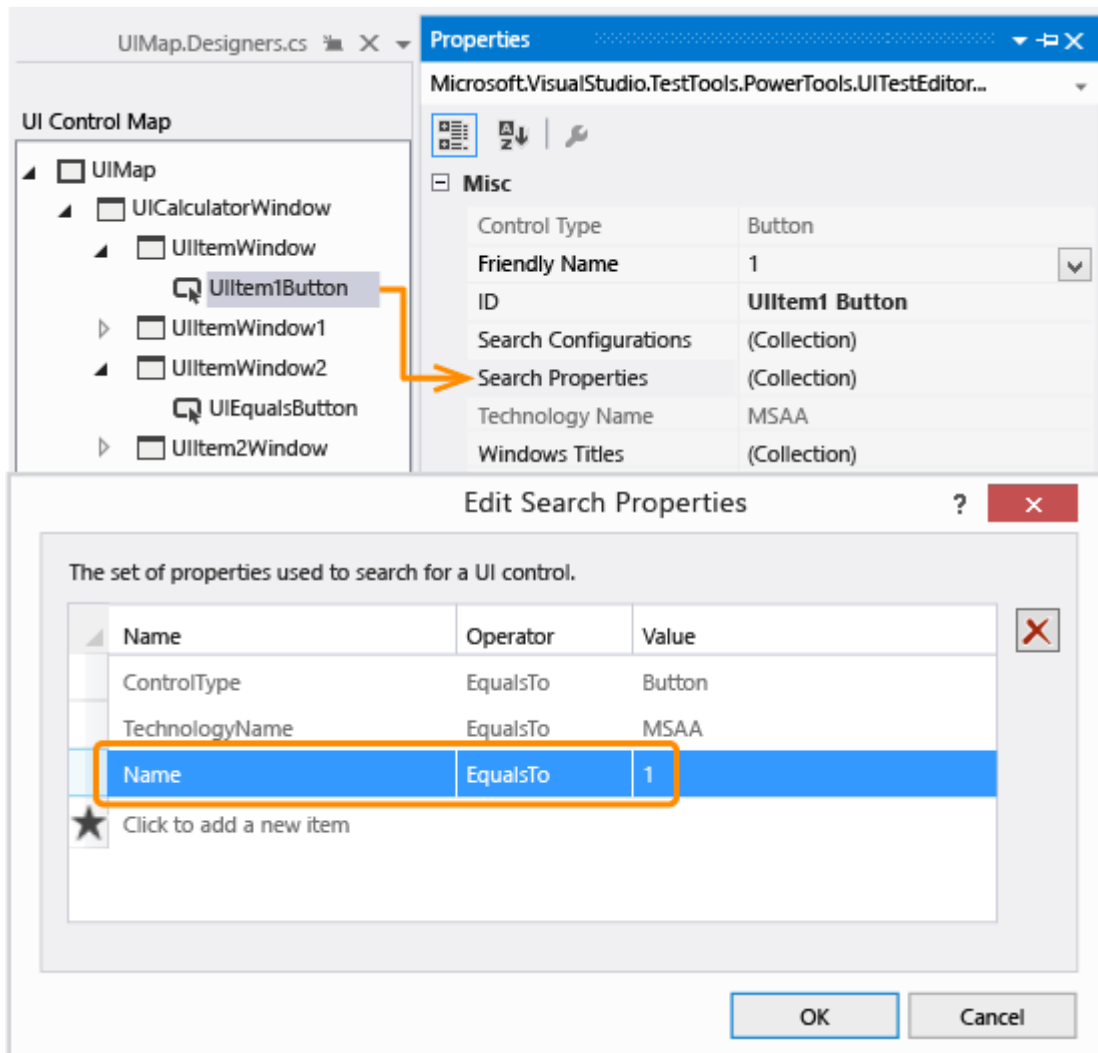 UIMap.Designers.cs
UI Control Map
UIMap
UICalculatorWindow
UIItemWindow
UIItem1Button
UIItemWindow1
UIItemWindow2
UIEqualsButton
UIItem2Window
Properties
Microsoft.VisualStudio.TestTools.PowerTools.UITestEditor...
Misc
Control Type Button
Friendly Name 1
ID UIItem1 Button
Search Configurations (Collection)
Search Properties (Collection)
Technology Name MSAA
Windows Titles (Collection)
Edit Search Properties ?
The set of properties used to search for a UI control.
Name Operator Value
ControlType EqualsTo Button
TechnologyName EqualsTo MSAA
Name EqualsTo 1
Click to add a new item
OK Cancel